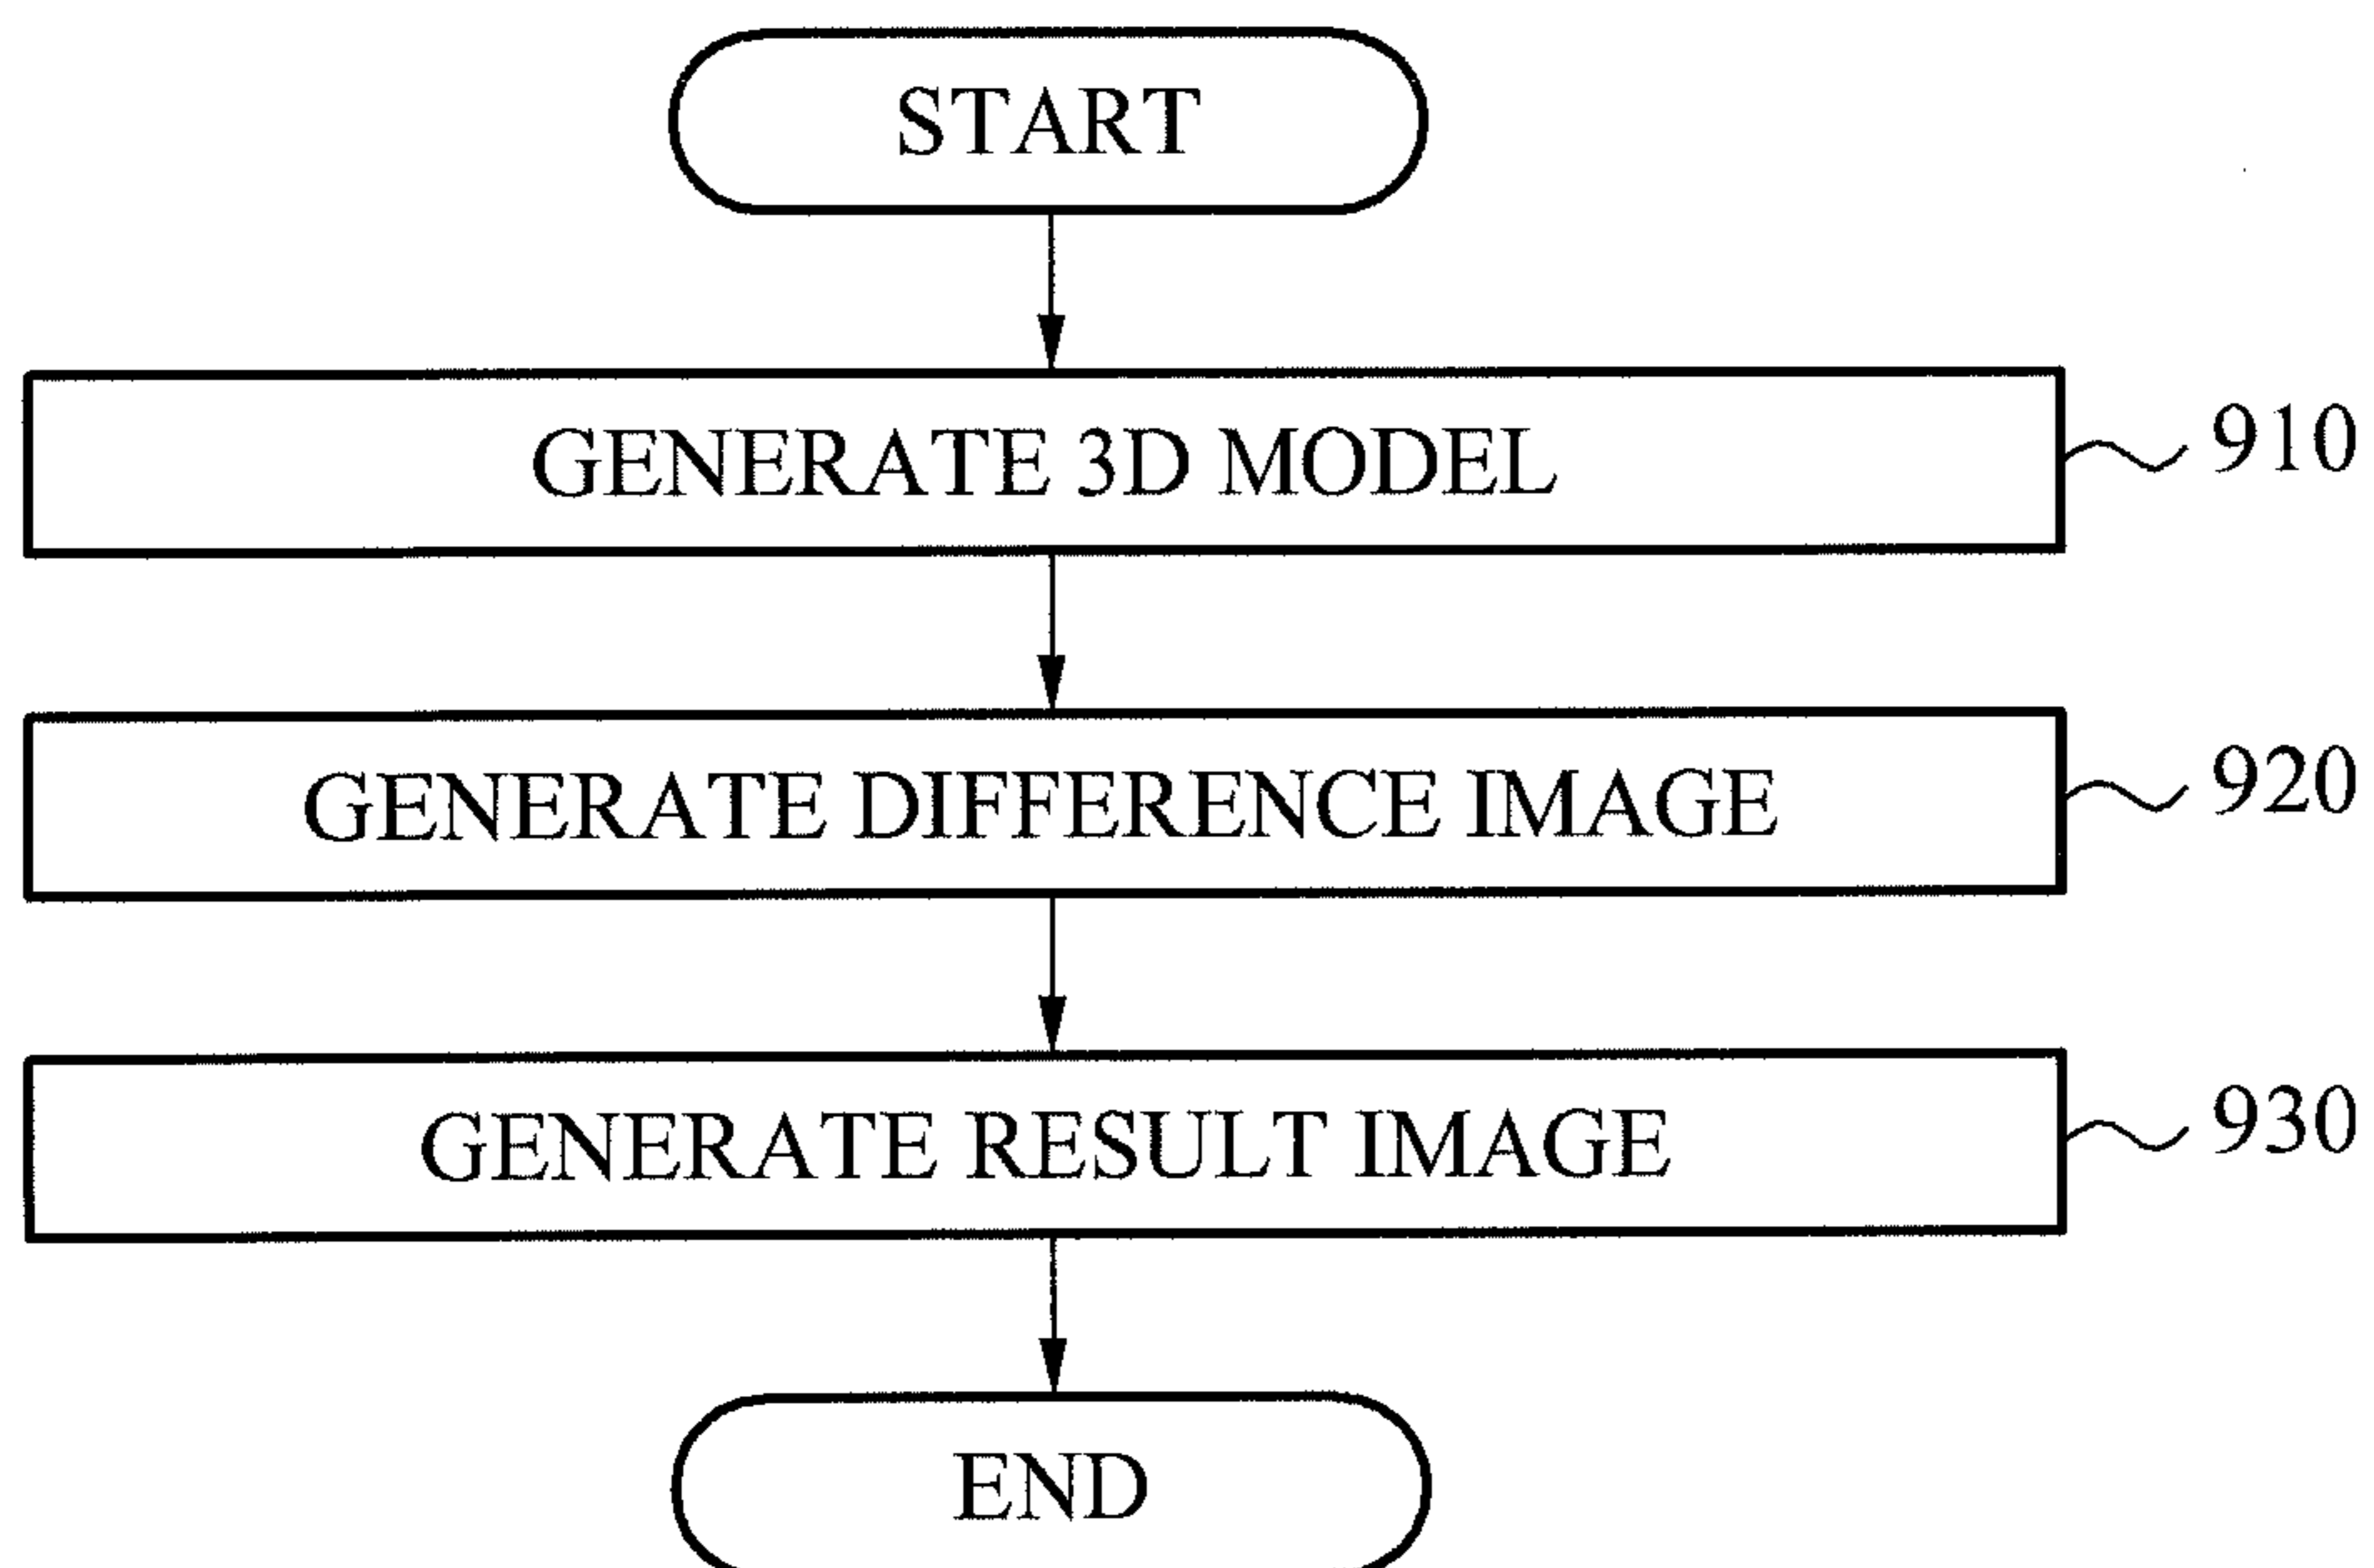 START
GENERATE 3D MODEL
910
GENERATE DIFFERENCE IMAGE
920
GENERATE RESULT IMAGE
930
END